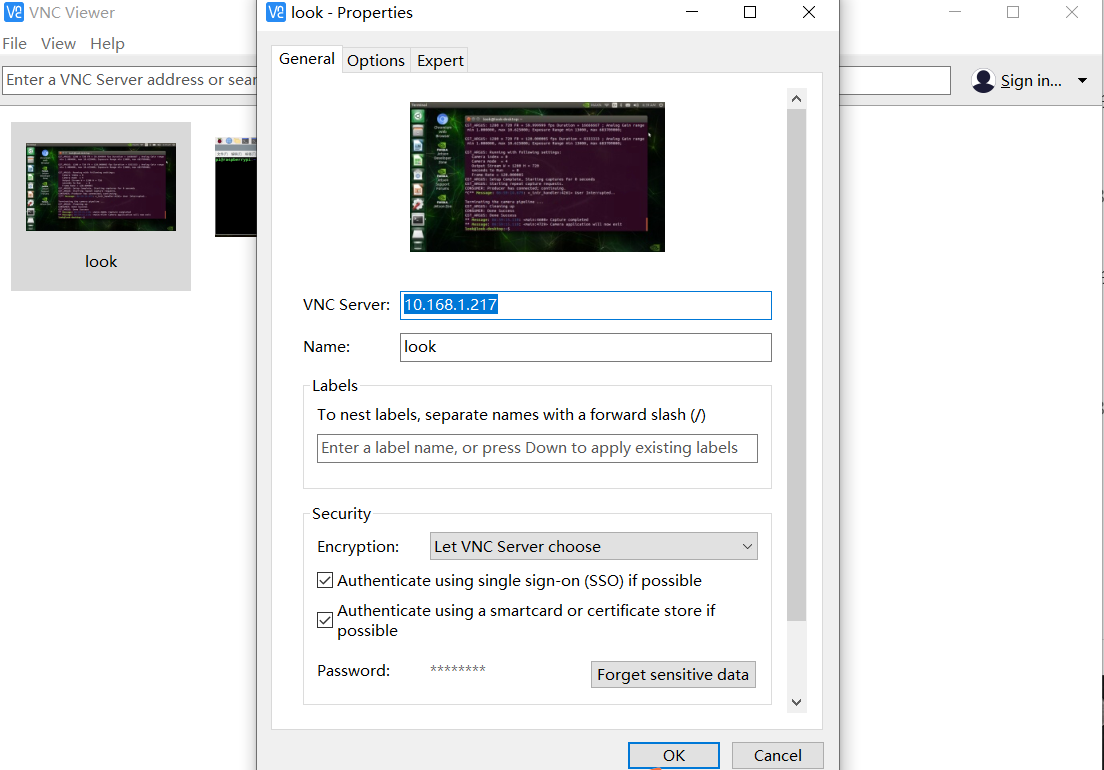 VNC Viewer
look - Properties
File View Help
Enter a VNC Server address or sear
Sign in...
General Options Expert
look
VNC Server: 10.168.1.217
Name: look
Labels
To nest labels, separate names with a forward slash (/)
Enter a label name, or press Down to apply existing labels
Security
Encryption: Let VNC Server choose
Authenticate using single sign-on (SSO) if possible
Authenticate using a smartcard or certificate store if
possible
Password: ********
Forget sensitive data
OK Cancel